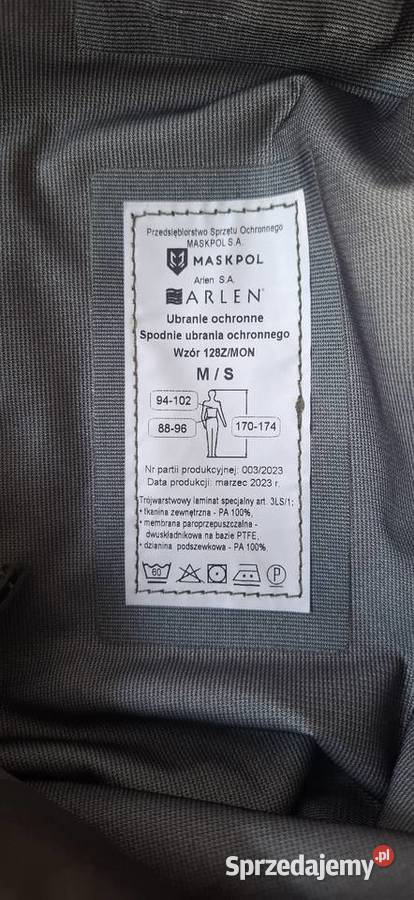 Przedsiębiorstwo Sprzętu Ochronnego
MASKPOL S.A.
MASKPOL
Arlen S.A.
ARLEN®
Ubranie ochronne
Spodnie ubrania ochronnego
Wzór 128Z/MON
M / S
94-102
88-96
170-174
Nr partii produkcyjnej: 003/2023
Data produkcji: marzec 2023 r.
Trójwarstwowy laminat specjalny art. 3LS/1;
• tkanina zewnętrzna - PA 100%,
• membrana paroprzepuszczalna -
dwuskładnikowa na bazie PTFE,
• dzianina podszewkowa - PA 100%.
60
P
Sprzedajemy.pl